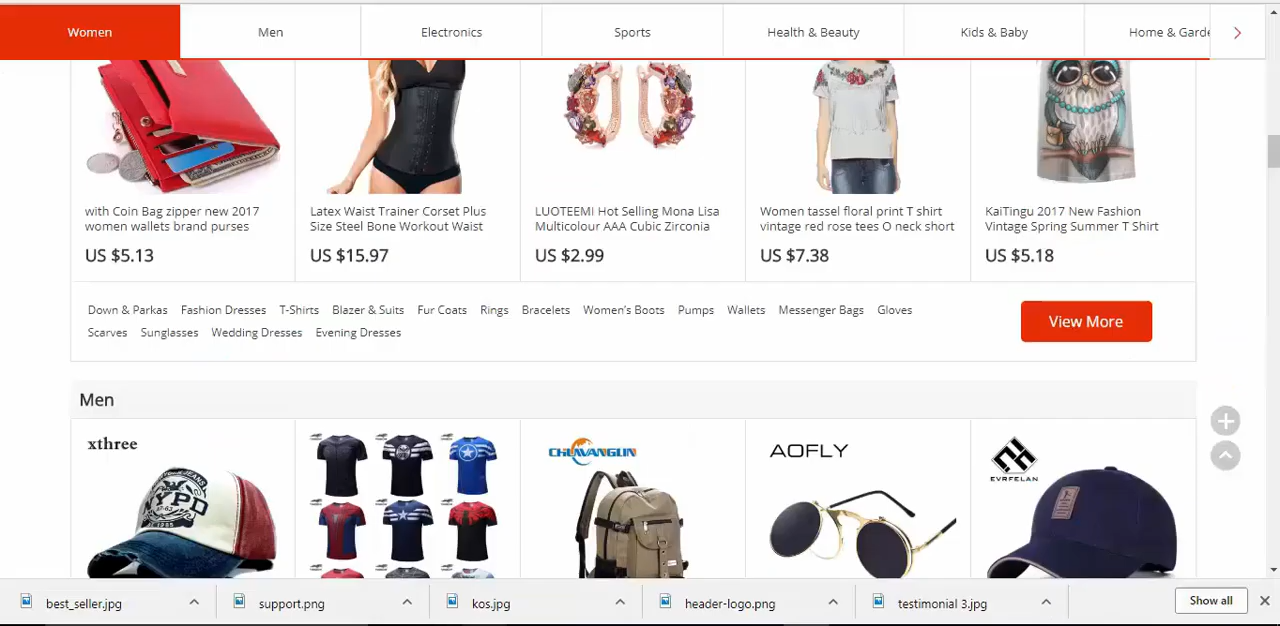 Women
Men
Electronics
Sports
Health & Beauty
Kids & Baby
Home & Garde
with Coin Bag zipper new 2017
women wallets brand purses
US $5.13
Latex Waist Trainer Corset Plus
Size Steel Bone Workout Waist
US $15.97
LUOTEEMI Hot Selling Mona Lisa
Multicolour AAA Cubic Zirconia
US $2.99
Women tassel floral print T shirt
vintage red rose tees O neck short
US $7.38
KaiTingu 2017 New Fashion
Vintage Spring Summer T Shirt
US $5.18
Down & Parkas Fashion Dresses T-Shirts Blazer & Suits Fur Coats Rings Bracelets Women's Boots Pumps Wallets Messenger Bags Gloves
Scarves Sunglasses Wedding Dresses Evening Dresses
View More
Men
xthree
NYPD
CHUWANGLIN
AOFLY
EVRFELAN
best_seller.jpg
support.png
kos.jpg
header-logo.png
testimonial 3.jpg
Show all